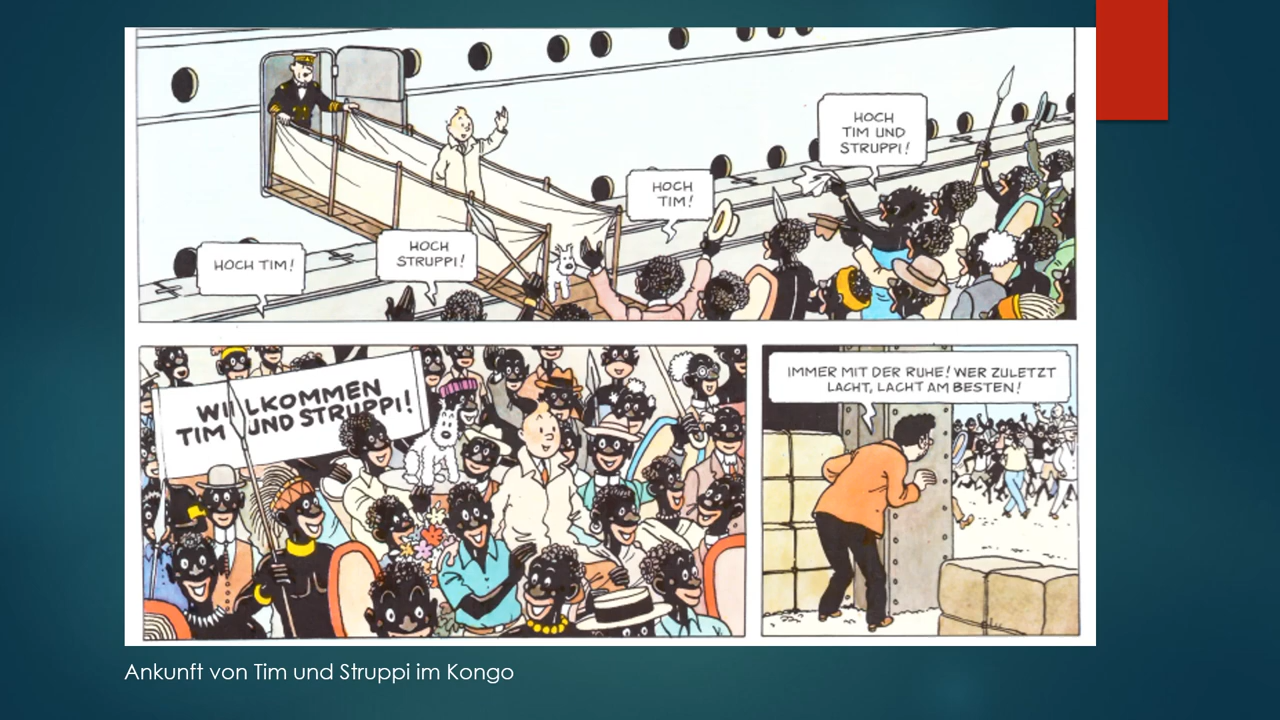 HOCH
TIM UND
STRUPPI!
HOCH
TIM!
HOCH
STRUPPI!
HOCH TIM!
WILLKOMMEN
TIM UND STRUPPI!
IMMER MIT DER RUHE! WER ZULETZT
LACHT, LACHT AM BESTEN!
Ankunft von Tim und Struppi im Kongo